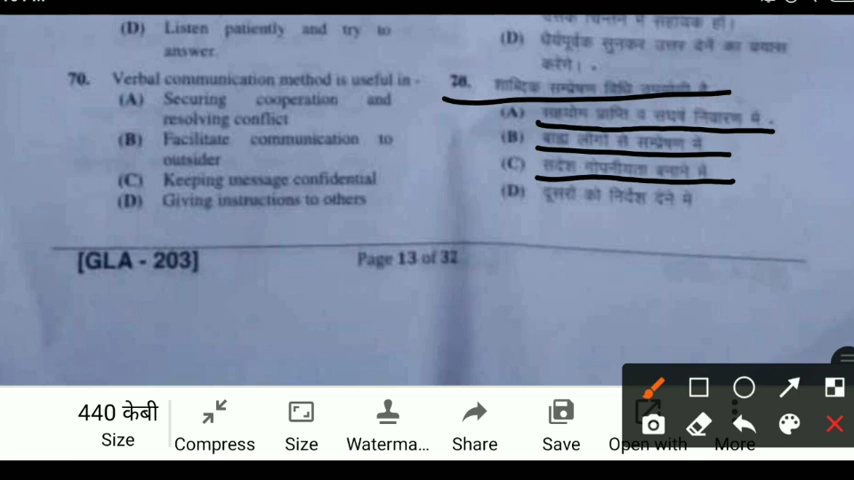 (D) Listen patiently and try to
answer.
70. Verbal communication method is useful in -
(A) Securing cooperation and
resolving conflict
(B) Facilitate communication to
outsider
(C) Keeping message confidential
(D) Giving instructions to others
(D) धैर्यपूर्वक सुनकर उत्तर देने का प्रयास
करेंगे।
70. शाब्दिक सम्प्रेषण विधि उपयोगी है
(A) सहयोग प्राप्ति व संघर्ष निवारण में
(B) बाह्य लोगों से सम्प्रेषण में
(C) संदेश गोपनीयता बनाने में
(D) दूसरों को निर्देश देने में
[GLA - 203] Page 13 of 32
440 केबी
Size
Compress
Size
Waterma...
Share
Save
Open with
More